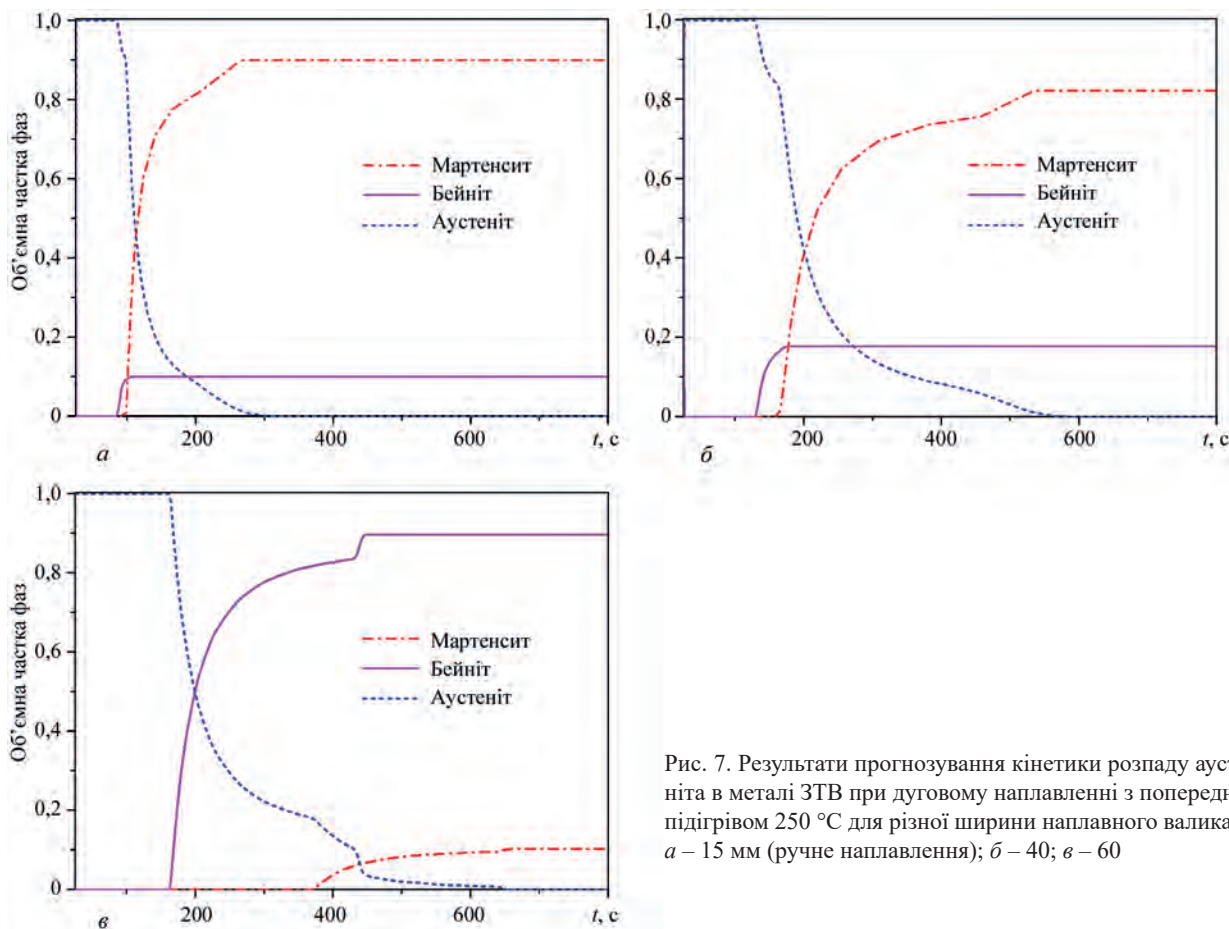 1,0
0,8
0,6
0,4
0,2
0
Об’ємна частка фаз
Мартенсит
Бейніт
Аустеніт
200
400
600
t, с
а
1,0
0,8
0,6
0,4
0,2
0
Мартенсит
Бейніт
Аустеніт
200
400
600
t, с
б
1,0
0,8
0,6
0,4
0,2
0
Об’ємна частка фаз
Мартенсит
Бейніт
Аустеніт
200
400
600
t, с
в
Рис. 7. Результати прогнозування кінетики розпаду ауст
ніта в металі ЗТВ при дуговому наплавленні з попередн
підігрівом 250 °С для різної ширини наплавного валика
а – 15 мм (ручне наплавлення); б – 40; в – 60